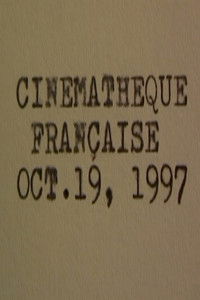 CINEMATHEQUE
FRANÇAISE
OCT.19, 1997